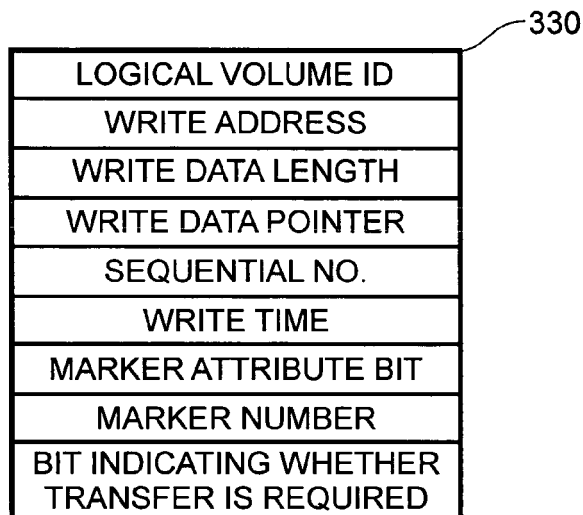 330
LOGICAL VOLUME ID
WRITE ADDRESS
WRITE DATA LENGTH
WRITE DATA POINTER
SEQUENTIAL NO.
WRITE TIME
MARKER ATTRIBUTE BIT
MARKER NUMBER
BIT INDICATING WHETHER
TRANSFER IS REQUIRED